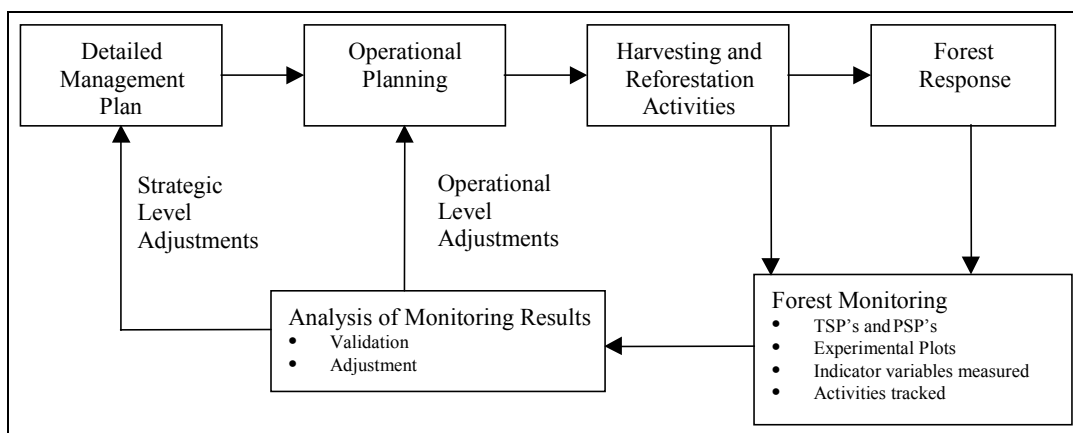 Detailed
Management
Plan
Operational
Planning
Harvesting and
Reforestation
Activities
Forest
Response
Strategic
Level
Adjustments
Operational
Level
Adjustments
Analysis of Monitoring Results
• Validation
• Adjustment
Forest Monitoring
• TSP's and PSP's
• Experimental Plots
• Indicator variables measured
• Activities tracked